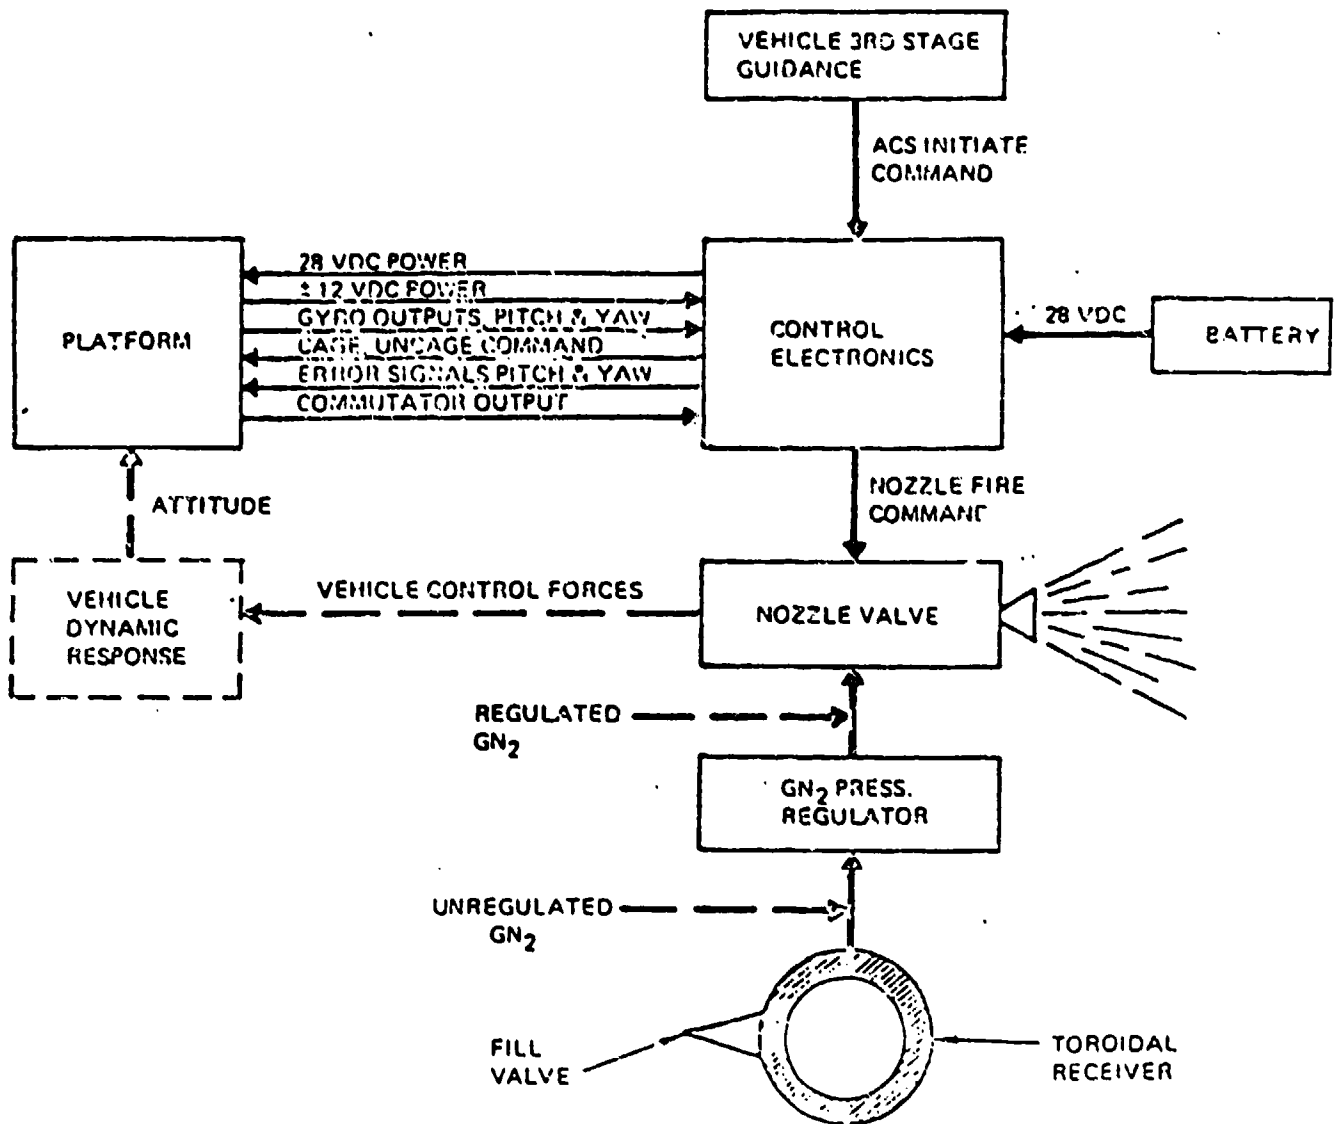 VEHICLE 3RD STAGE
GUIDANCE
ACS INITIATE
COMMAND
28 VDC POWER
± 12 VDC POWER
GYRO OUTPUTS, PITCH & YAW
CAGE, UNCAGE COMMAND
ERROR SIGNALS PITCH & YAW
COMMUTATOR OUTPUT
PLATFORM
CONTROL
ELECTRONICS
28 VDC
BATTERY
ATTITUDE
NOZZLE FIRE
COMMAND
VEHICLE
DYNAMIC
RESPONSE
VEHICLE CONTROL FORCES
NOZZLE VALVE
REGULATED
GN2
GN2 PRESS.
REGULATOR
UNREGULATED
GN2
FILL
VALVE
TOROIDAL
RECEIVER